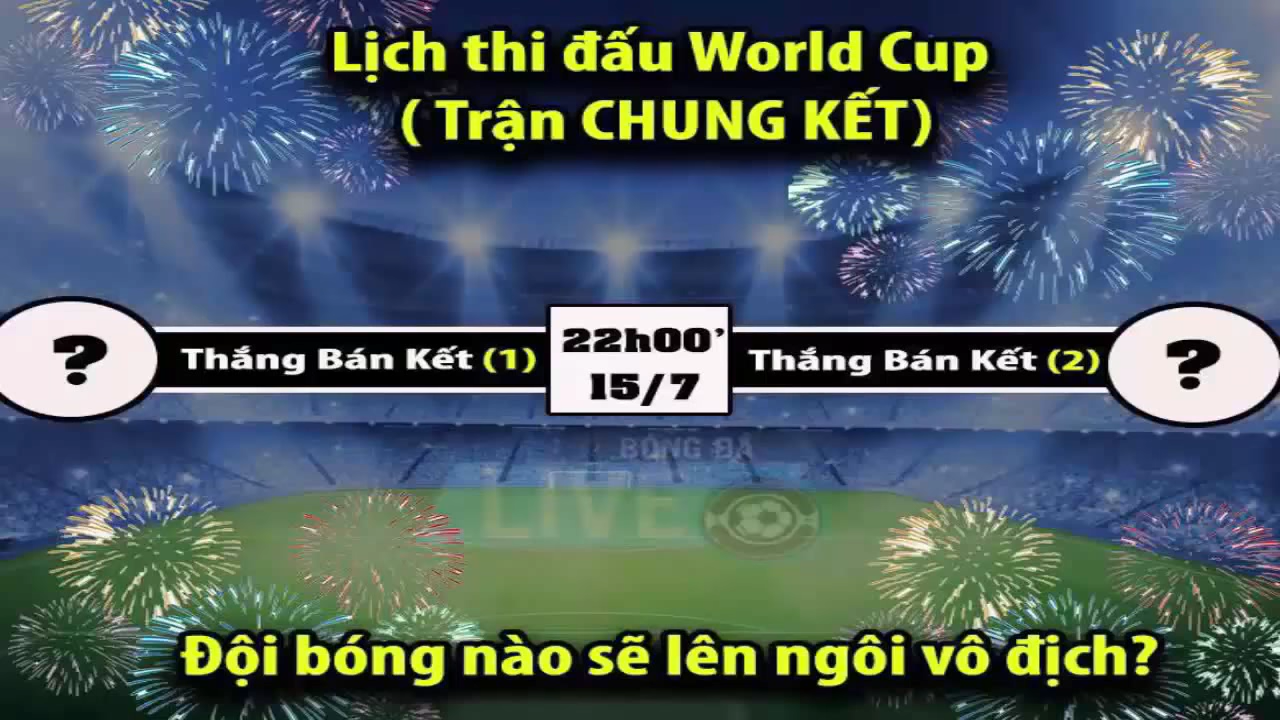 Lịch thi đấu World Cup
( Trận CHUNG KẾT)
?
Thắng Bán Kết (1)
22h00'
15/7
Thắng Bán Kết (2)
?
BÓNG ĐÁ
LIVE
Đội bóng nào sẽ lên ngôi vô địch?